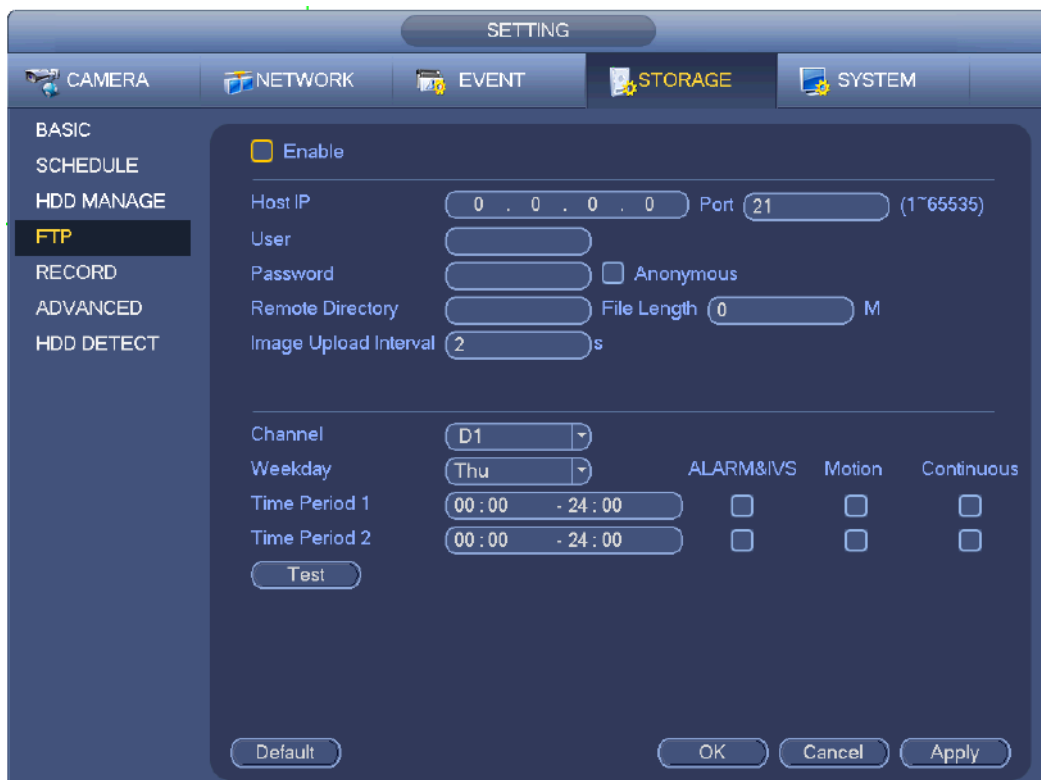 SETTING
CAMERA NETWORK EVENT STORAGE SYSTEM
BASIC
SCHEDULE
HDD MANAGE
FTP
RECORD
ADVANCED
HDD DETECT
Enable
Host IP 0 . 0 . 0 . 0 Port 21 (1~65535)
User
Password Anonymous
Remote Directory File Length 0 M
Image Upload Interval 2 s
Channel D1
Weekday Thu ALARM&IVS Motion Continuous
Time Period 1 00:00 - 24:00
Time Period 2 00:00 - 24:00
Test
Default OK Cancel Apply